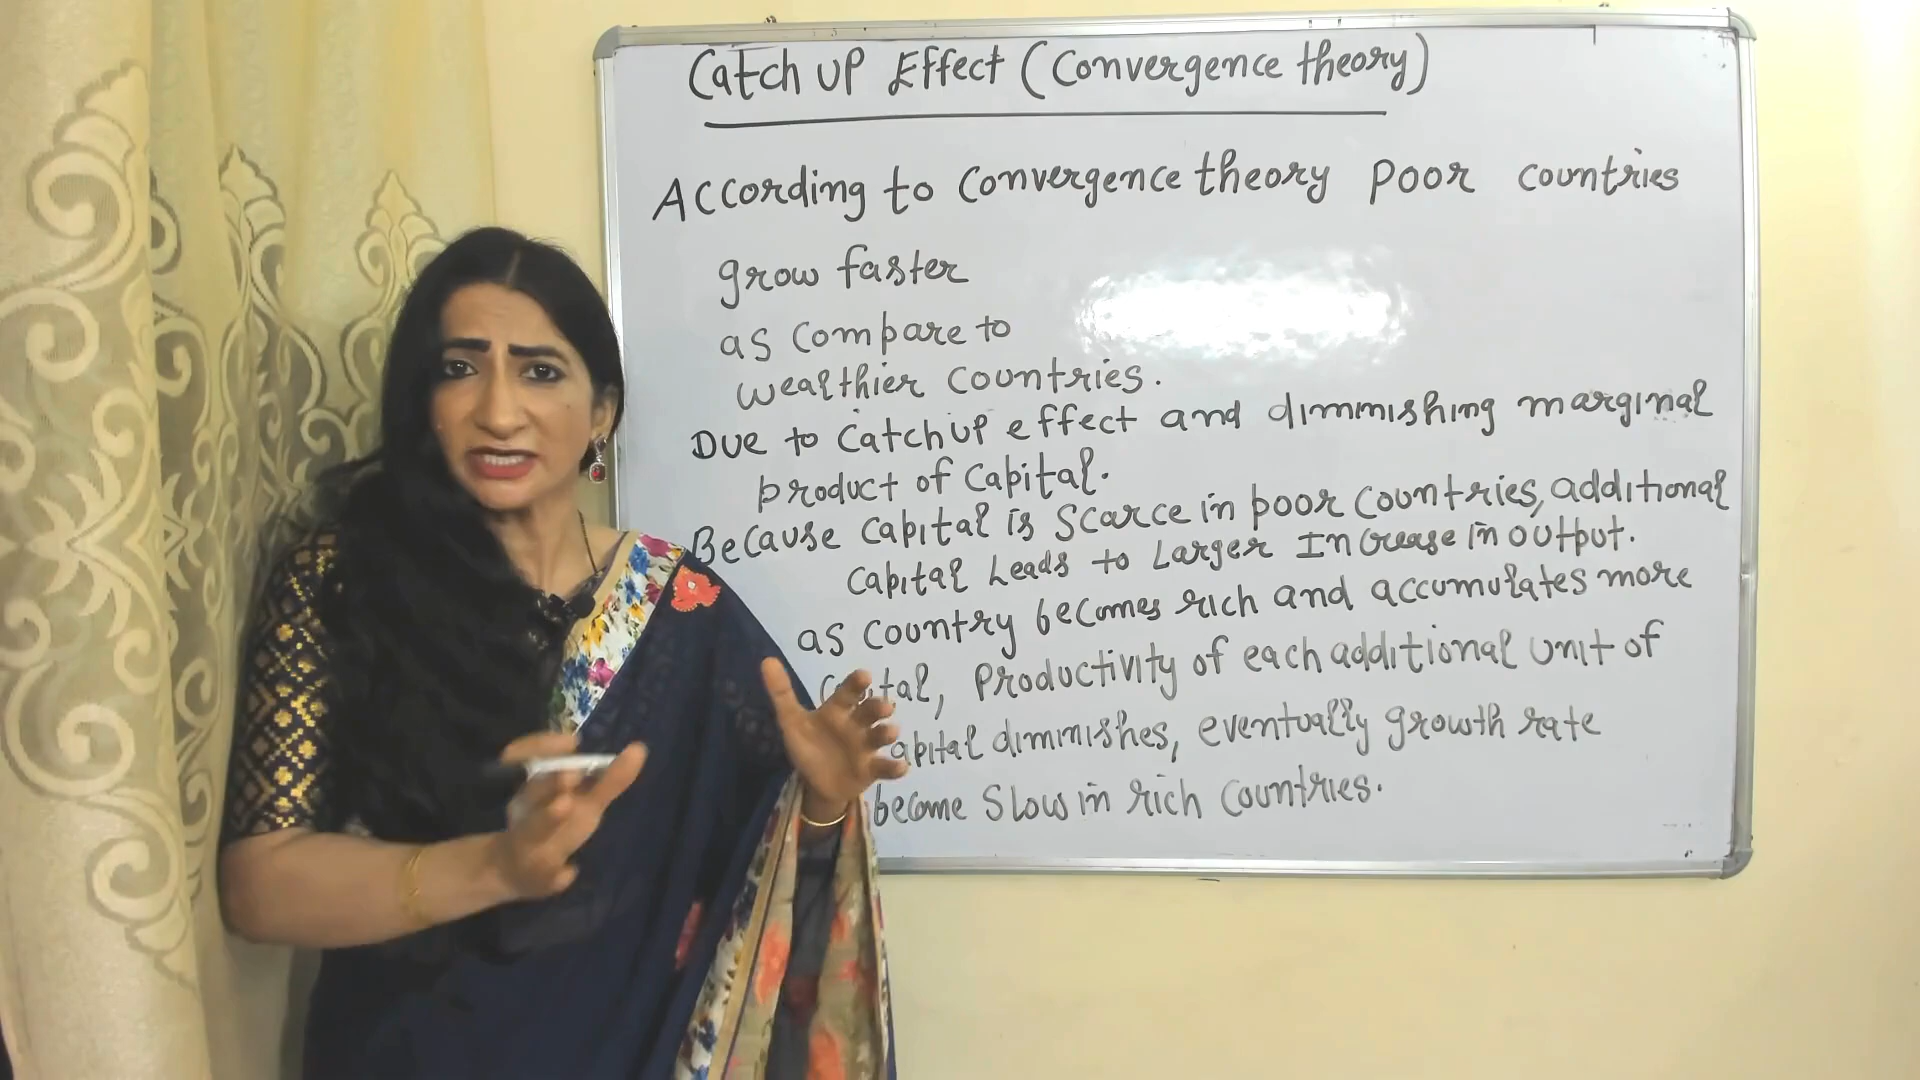 Catch up Effect (Convergence theory)
According to Convergence theory poor countries
grow faster
as compare to
wealthier countries.
Due to Catch up effect and diminishing marginal
product of Capital.
Because Capital is Scarce in poor Countries, additional
Capital Leads to Larger Increase in output.
as Country becomes rich and accumulates more
Productivity of each additional unit of
diminishes, eventually growth rate
become Slow in rich Countries.